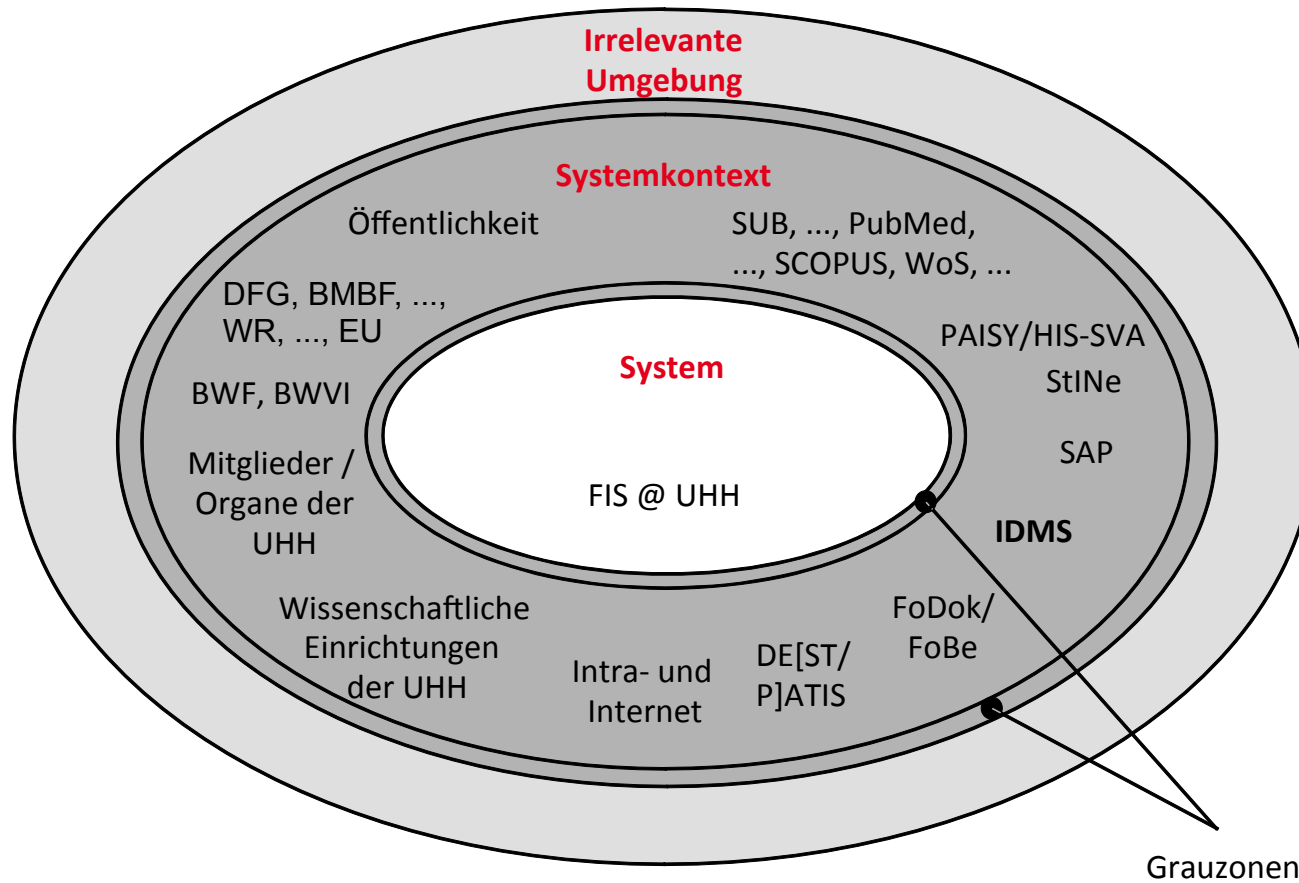 Irrelevante
Umgebung
Systemkontext
Öffentlichkeit
SUB, ..., PubMed,
..., SCOPUS, WoS, ...
DFG, BMBF, ...,
WR, ..., EU
PAISY/HIS-SVA
StINe
System
BWF, BWVI
SAP
Mitglieder /
Organe der
UHH
FIS @ UHH
IDMS
Wissenschaftliche
Einrichtungen
der UHH
Intra- und
Internet
DE[ST/
P]ATIS
FoDok/
FoBe
Grauzonen